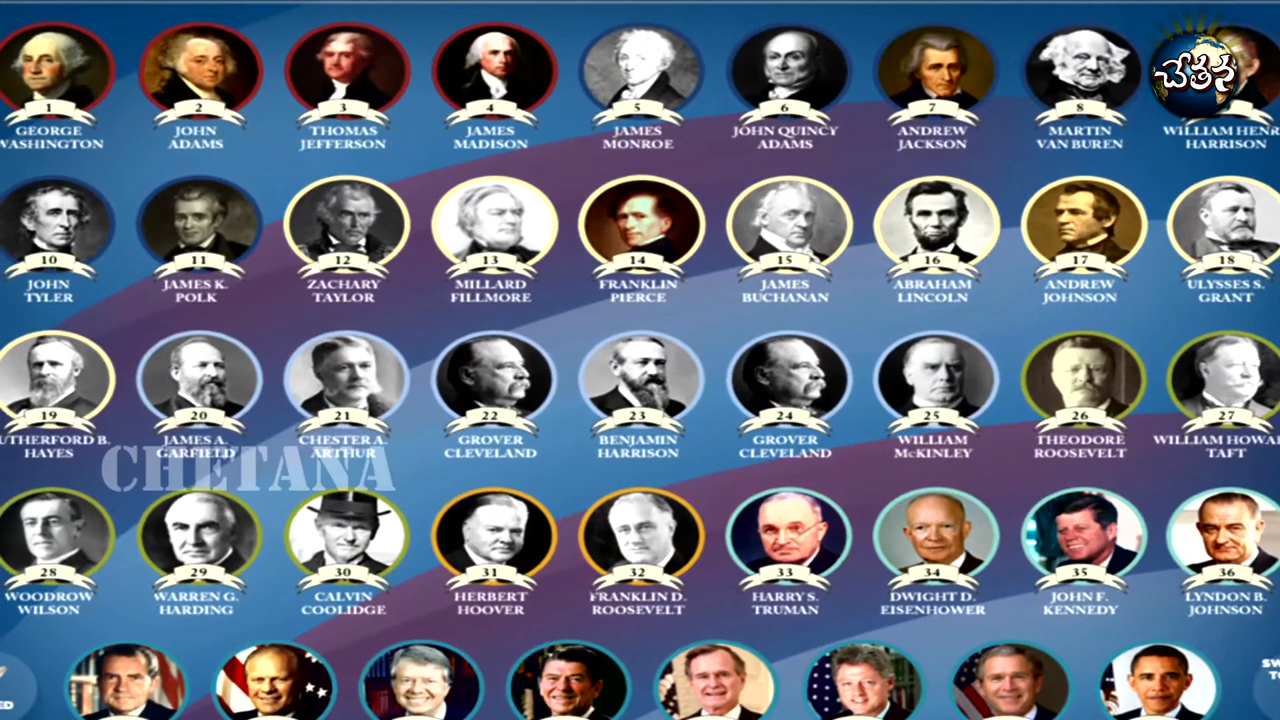 చేతన
1 2 3 4 5 6 7 8
GEORGE WASHINGTON
JOHN ADAMS
THOMAS JEFFERSON
JAMES MADISON
JAMES MONROE
JOHN QUINCY ADAMS
ANDREW JACKSON
MARTIN VAN BUREN
WILLIAM HENR HARRISON
10 11 12 13 14 15 16 17 18
JOHN TYLER
JAMES K. POLK
ZACHARY TAYLOR
MILLARD FILLMORE
FRANKLIN PIERCE
JAMES BUCHANAN
ABRAHAM LINCOLN
ANDREW JOHNSON
ULYSSES S. GRANT
19 20 21 22 23 24 25 26 27
UTHERFORD B. HAYES
JAMES A. GARFIELD
CHESTER A. ARTHUR
GROVER CLEVELAND
BENJAMIN HARRISON
GROVER CLEVELAND
WILLIAM McKINLEY
THEODORE ROOSEVELT
WILLIAM HOWA TAFT
CHETANA
28 29 30 31 32 33 34 35 36
WOODROW WILSON
WARREN G. HARDING
CALVIN COOLIDGE
HERBERT HOOVER
FRANKLIN D. ROOSEVELT
HARRY S. TRUMAN
DWIGHT D. EISENHOWER
JOHN F. KENNEDY
LYNDON B. JOHNSON